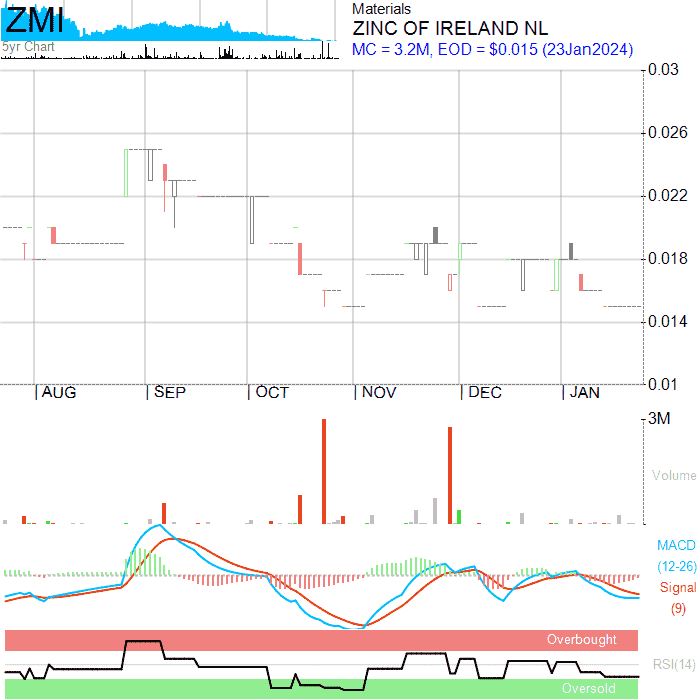 ZMI
5yr Chart
Materials
ZINC OF IRELAND NL
MC = 3.2M, EOD = $0.015 (23Jan2024)
0.03
0.026
0.022
0.018
0.014
0.01
AUG SEP OCT NOV DEC JAN
3M
Volume
MACD
(12-26)
Signal
(9)
Overbought
RSI(14)
Oversold